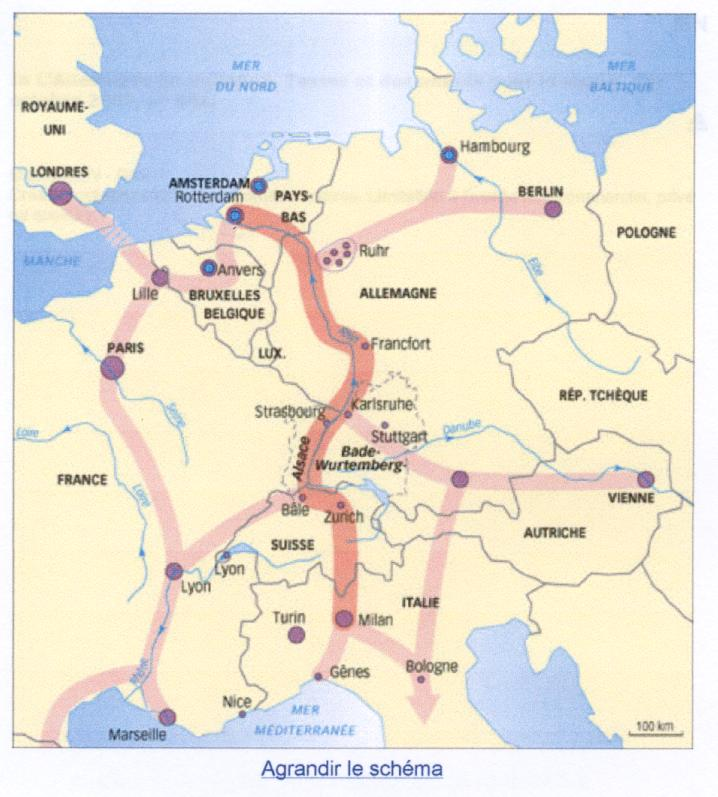 MER
DU NORD
MER
BALTIQUE
ROYAUME-
UNI
LONDRES
AMSTERDAM
Rotterdam
PAYS-
BAS
Hambourg
BERLIN
POLOGNE
MANCHE
Lille
Anvers
BRUXELLES
BELGIQUE
Ruhr
ALLEMAGNE
Elbe
PARIS
LUX.
Rhin
Francfort
RÉP. TCHÈQUE
Seine
Strasbourg
Karlsruhe
Stuttgart
Danube
Loire
Alsace
Bade-
Wurtemberg
FRANCE
Loire
VIENNE
Bâle
Zurich
AUTRICHE
SUISSE
Lyon
Lyon
ITALIE
Turin
Milan
Rhône
Gênes
Bologne
Nice
Marseille
MER
MÉDITERRANÉE
100 km
Agrandir le schéma